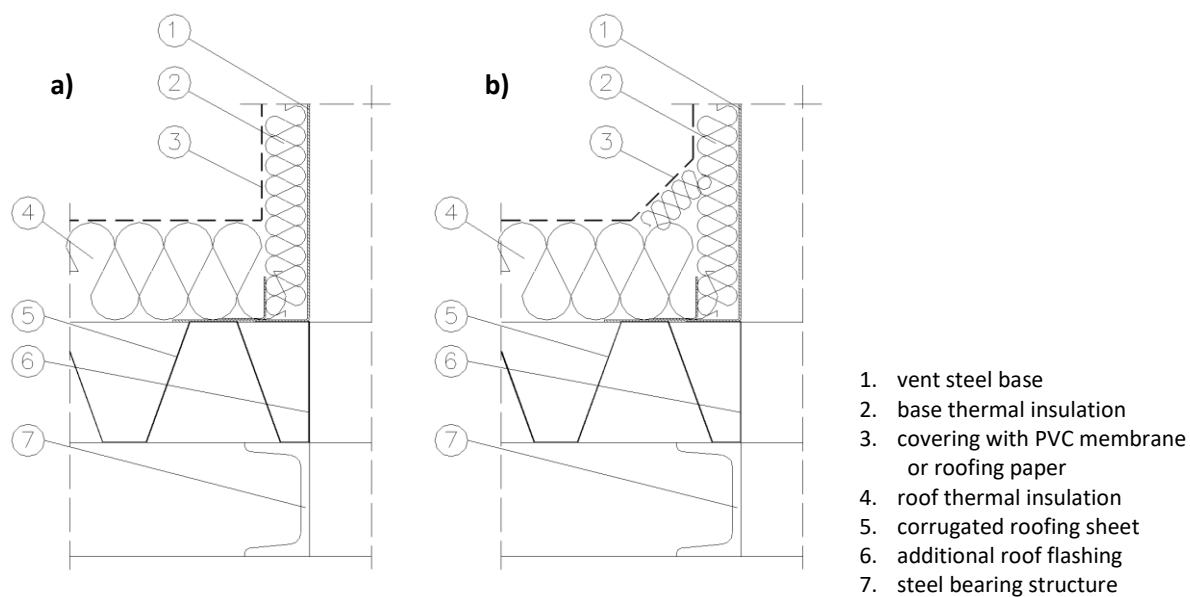 a)
1
2
3
4
5
6
7
b)
1
2
3
4
5
6
7
1. vent steel base
2. base thermal insulation
3. covering with PVC membrane
or roofing paper
4. roof thermal insulation
5. corrugated roofing sheet
6. additional roof flashing
7. steel bearing structure